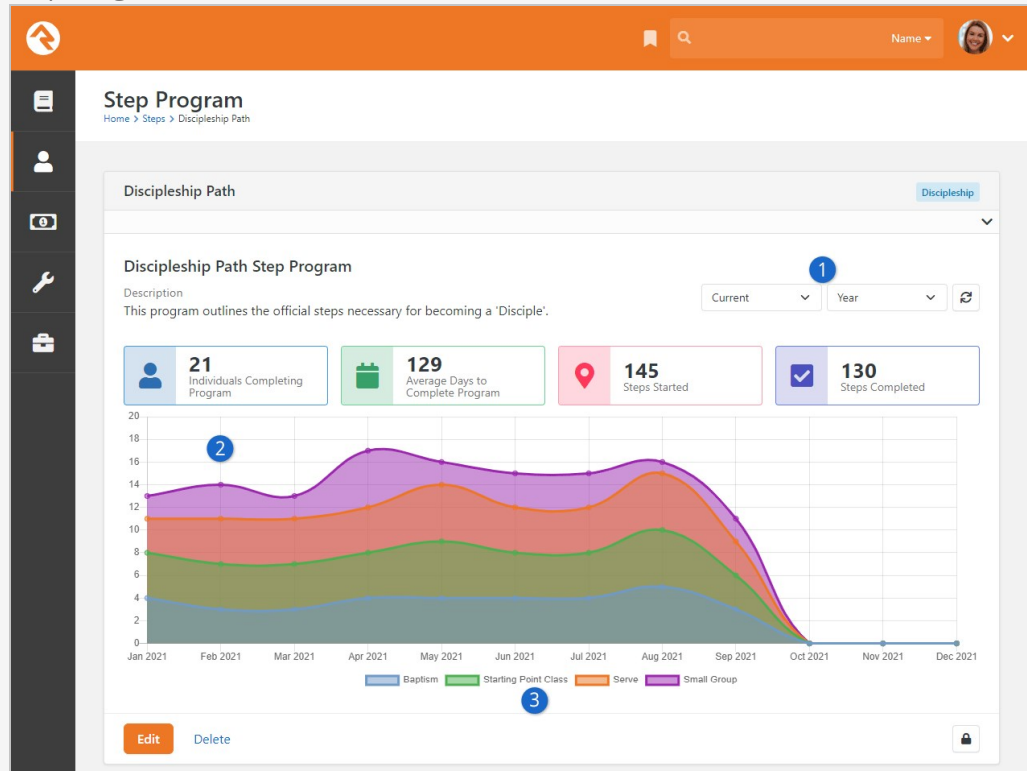 Name
Step Program
Home > Steps > Discipleship Path
Discipleship Path
Discipleship
Discipleship Path Step Program
1
Description
Current
Year
This program outlines the official steps necessary for becoming a 'Disciple'.
21
Individuals Completing
Program
129
Average Days to
Complete Program
145
Steps Started
130
Steps Completed
20
18
2
16
14
12
10
8
6
4
2
0
Jan 2021 Feb 2021 Mar 2021 Apr 2021 May 2021 Jun 2021 Jul 2021 Aug 2021 Sep 2021 Oct 2021 Nov 2021 Dec 2021
Baptism Starting Point Class Serve Small Group
3
Edit Delete